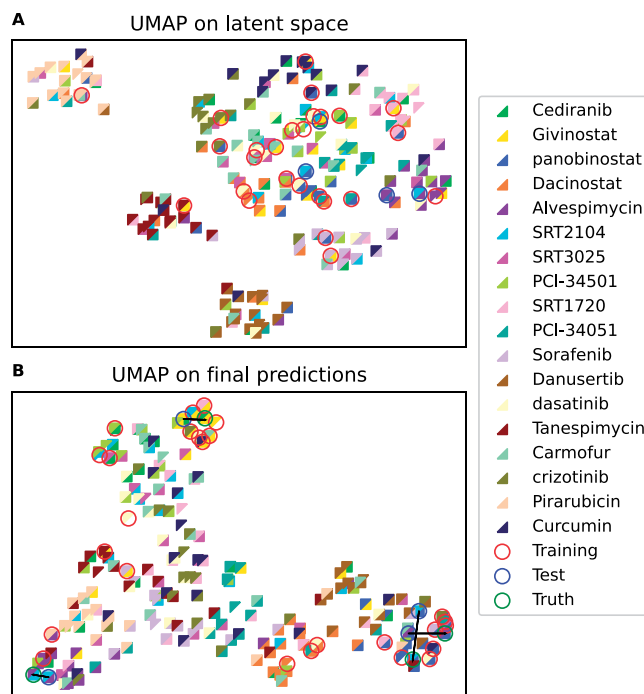 A
UMAP on latent space
B
UMAP on final predictions
Cediranib
Givinostat
panobinostat
Dacinostat
Alvespimycin
SRT2104
SRT3025
PCI-34501
SRT1720
PCI-34051
Sorafenib
Danusertib
dasatinib
Tanespimycin
Carmofur
crizotinib
Pirarubicin
Curcumin
Training
Test
Truth